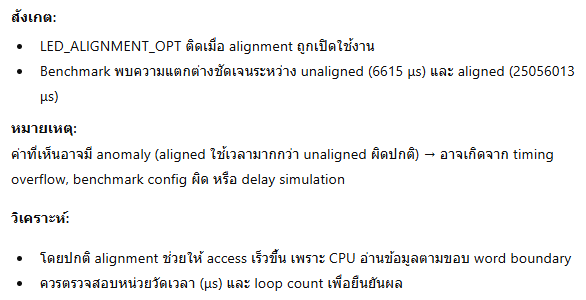 สังเกต:
• LED_ALIGNMENT_OPT ติดเมื่อ alignment ถูกเปิดใช้งาน
• Benchmark พบความแตกต่างชัดเจนระหว่าง unaligned (6615 µs) และ aligned (25056013
µs)
หมายเหตุ:
ค่าที่เห็นอาจมี anomaly (aligned ใช้เวลามากกว่า unaligned ผิดปกติ) → อาจเกิดจาก timing
overflow, benchmark config ผิด หรือ delay simulation
วิเคราะห์:
• โดยปกติ alignment ช่วยให้ access เร็วขึ้น เพราะ CPU อ่านข้อมูลตามขอบ word boundary
• ควรตรวจสอบหน่วยวัดเวลา (µs) และ loop count เพื่อยืนยันผล